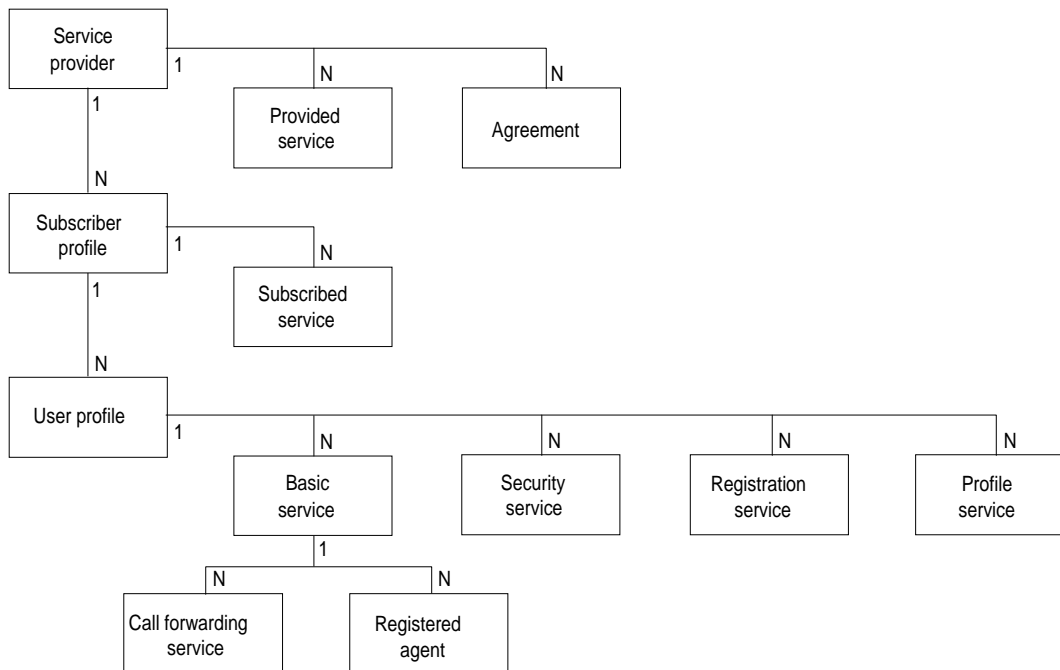 Service
provider
1
N
N
1
Provided
service
Agreement
N
Subscriber
profile
1
N
1
Subscribed
service
N
User profile
1
N
N
N
N
Basic
service
Security
service
Registration
service
Profile
service
1
N
N
Call forwarding
service
Registered
agent